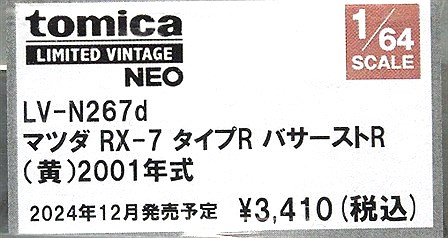 tomica
LIMITED VINTAGE
NEO
1/64
SCALE
LV-N267d
マツダ RX-7 タイプR バサーストR
(黄)2001年式
2024年12月発売予定 ¥3,410(税込)